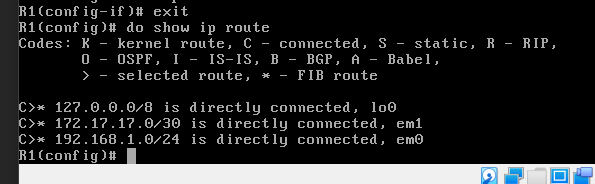 R1(config-if)# exit
R1(config)# do show ip route
Codes: K - kernel route, C - connected, S - static, R - RIP,
       O - OSPF, I - IS-IS, B - BGP, A - Babel,
       > - selected route, * - FIB route
C>* 127.0.0.0/8 is directly connected, lo0
C>* 172.17.17.0/30 is directly connected, em1
C>* 192.168.1.0/24 is directly connected, em0
R1(config)#